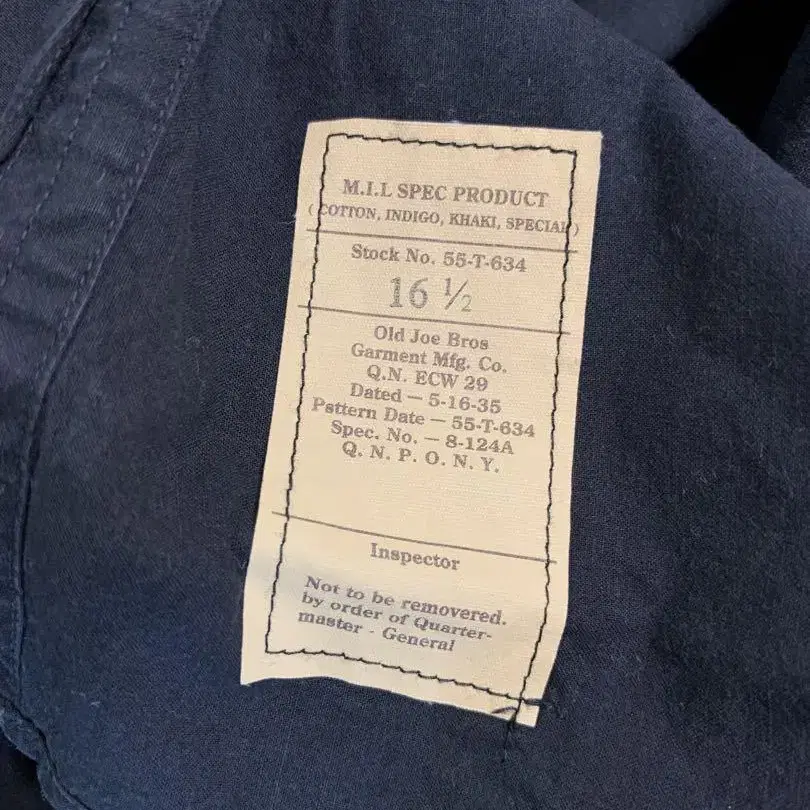 M.I.L SPEC PRODUCT
( COTTON, INDIGO, KHAKI, SPECIAL )
Stock No. 55-T-634
16 ½
Old Joe Bros
Garment Mfg. Co.
Q.N. ECW 29
Dated — 5-16-35
Pattern Date — 55-T-634
Spec. No. — 8-124A
Q. N. P. O. N. Y.
Inspector
Not to be removered.
by order of Quarter-
master - General